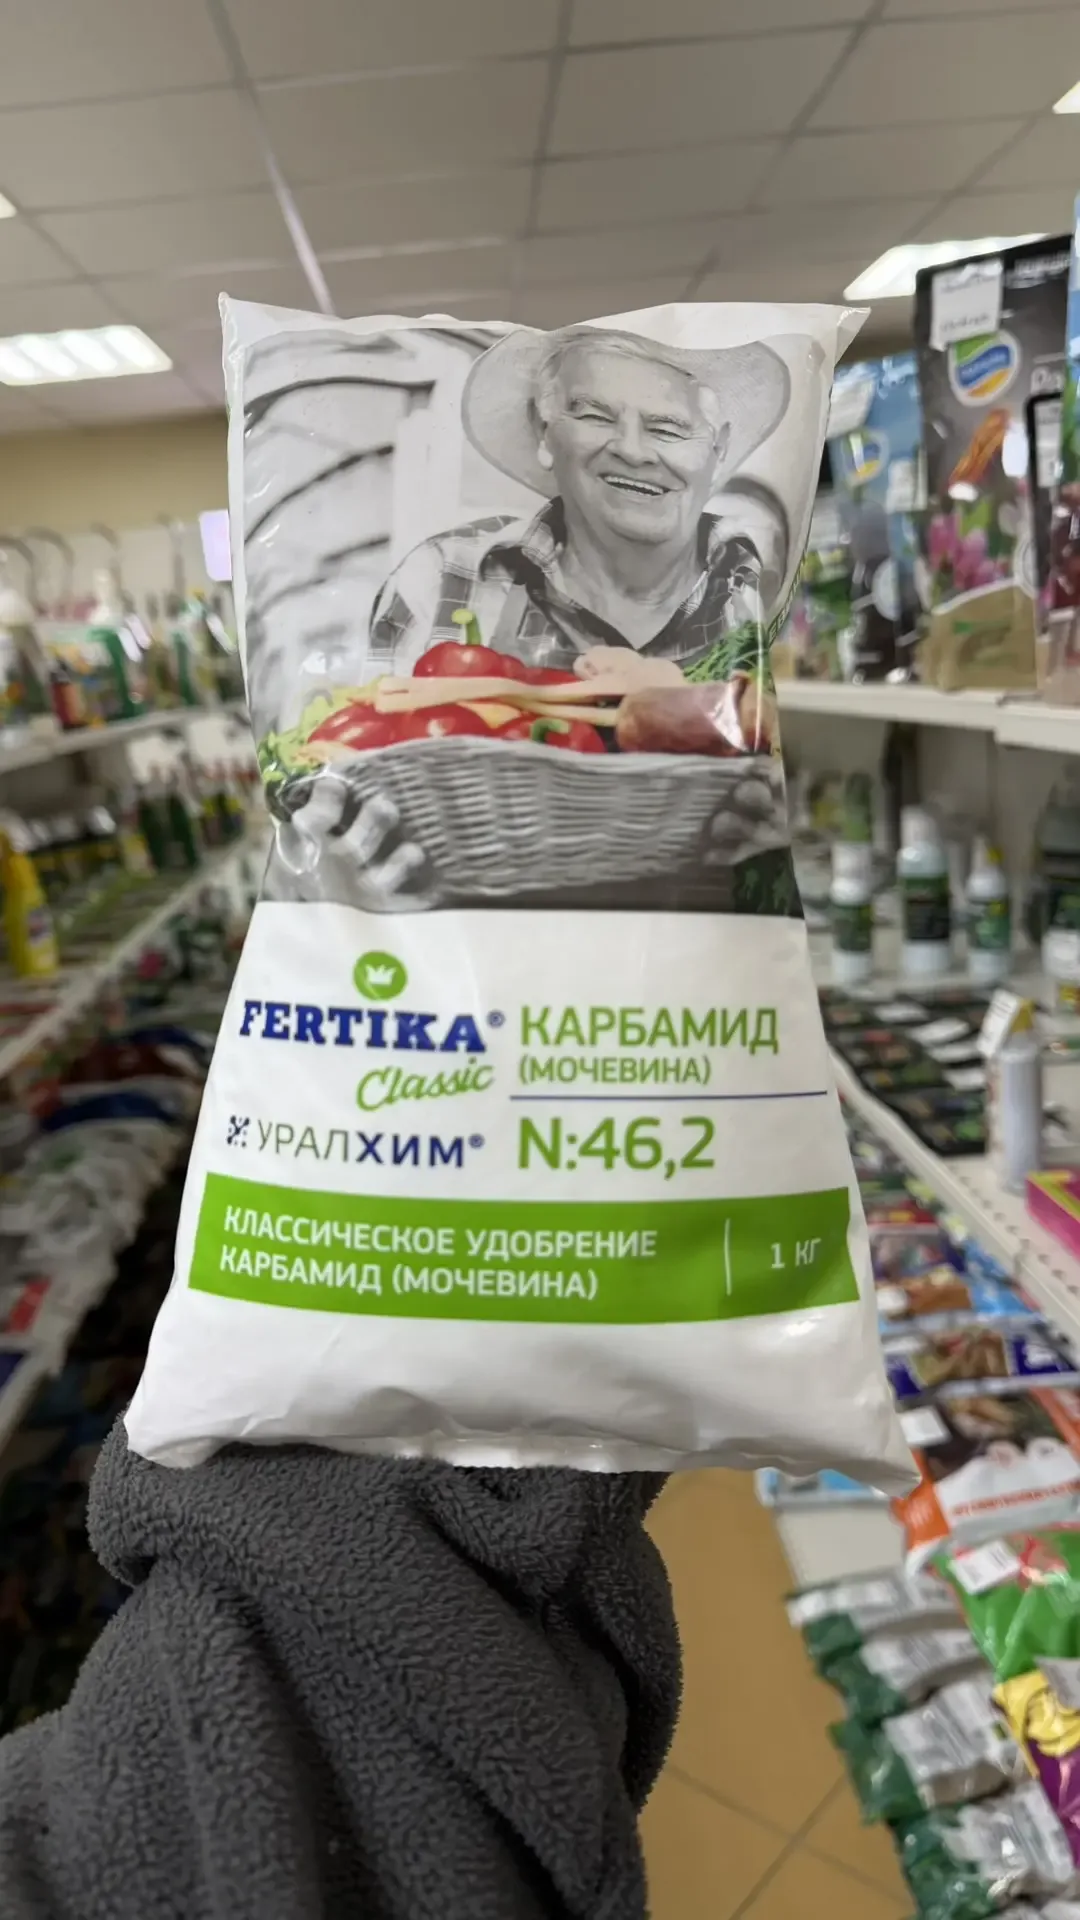 FERTIKA®
Classic
УРАЛХИМ®
КАРБАМИД
(МОЧЕВИНА)
N:46,2
КЛАССИЧЕСКОЕ УДОБРЕНИЕ
КАРБАМИД (МОЧЕВИНА)
1 КГ